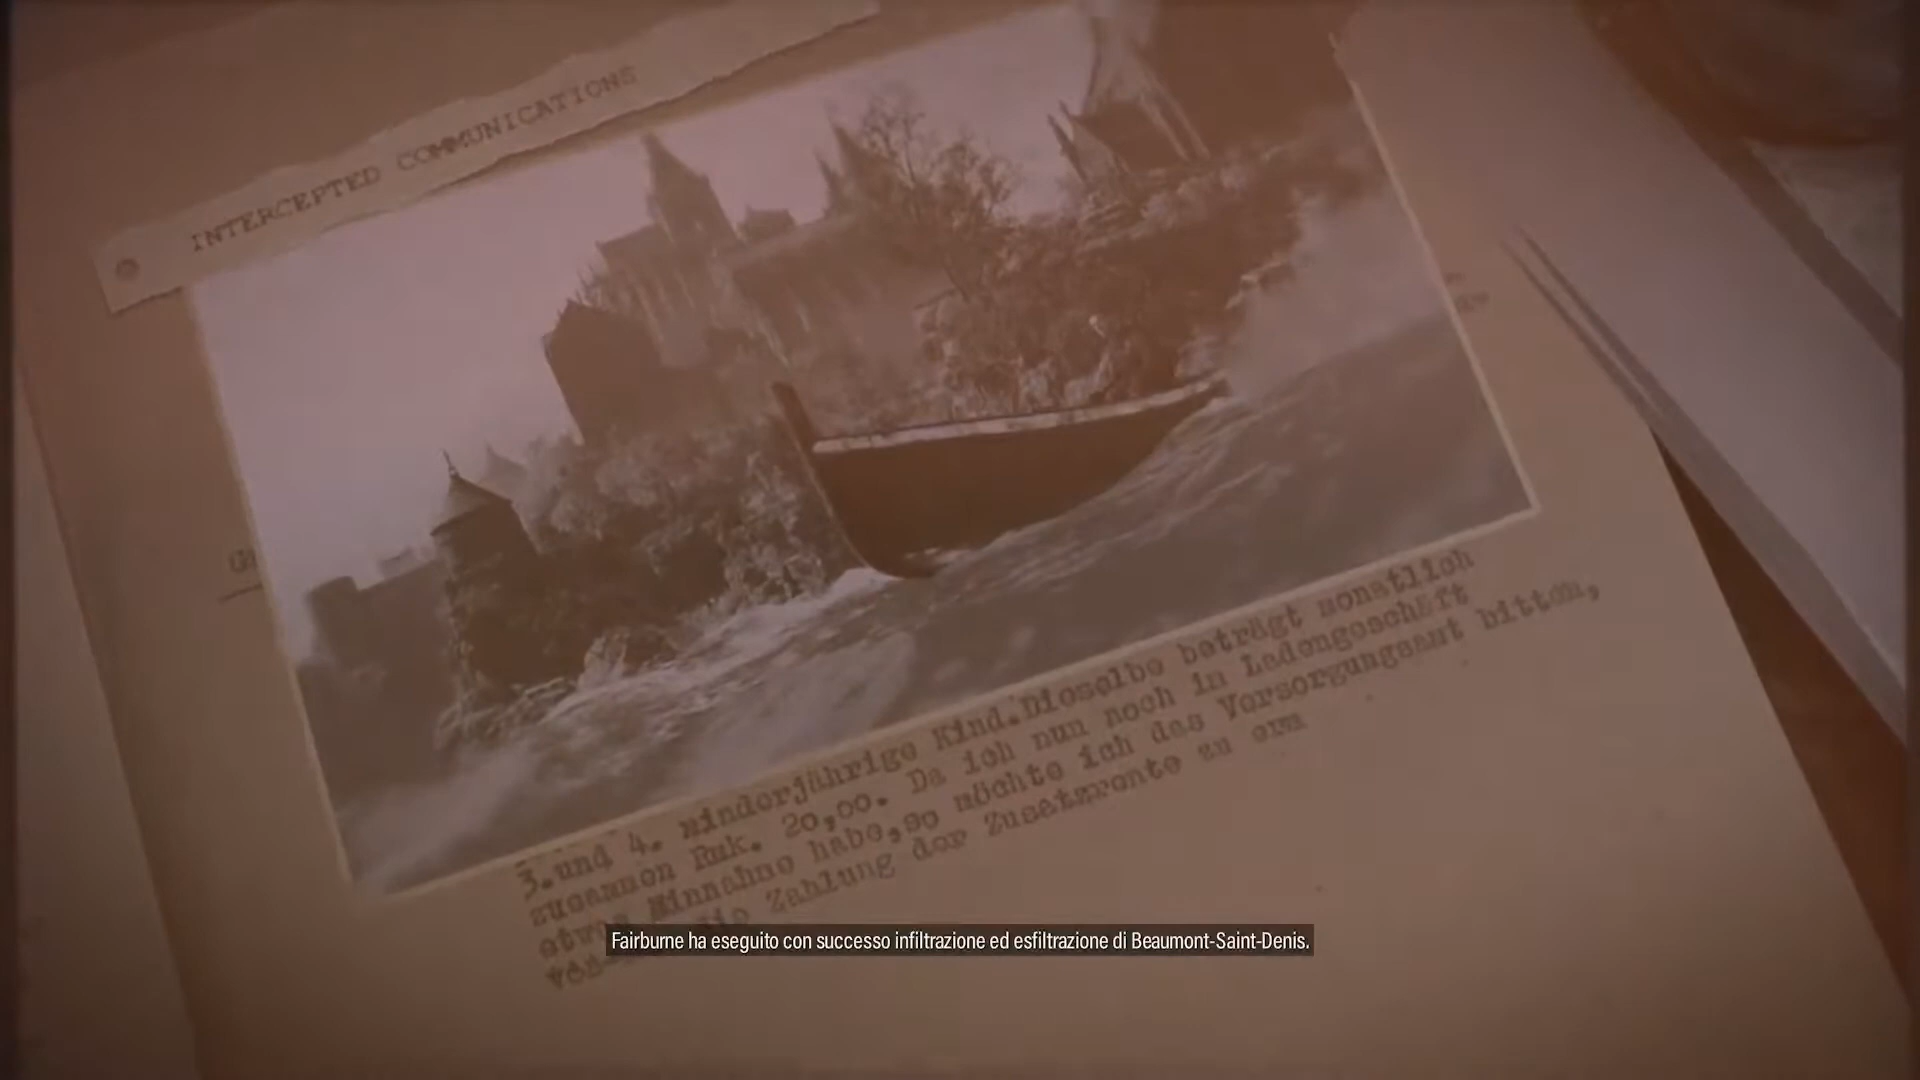 INTERCEPTED COMMUNICATIONS
3.und 4. minderjährige Kind.Dieselbe beträgt monatlich
zusammen Rmk. 20,00. Da ich nun noch in Ladengeschäft
etwas Einnahme habe,so möchte ich das Versorgungsamt bitten,
die Zahlung der Zusatzrente zu
Fairburne ha eseguito con successo infiltrazione ed esfiltrazione di Beaumont-Saint-Denis.